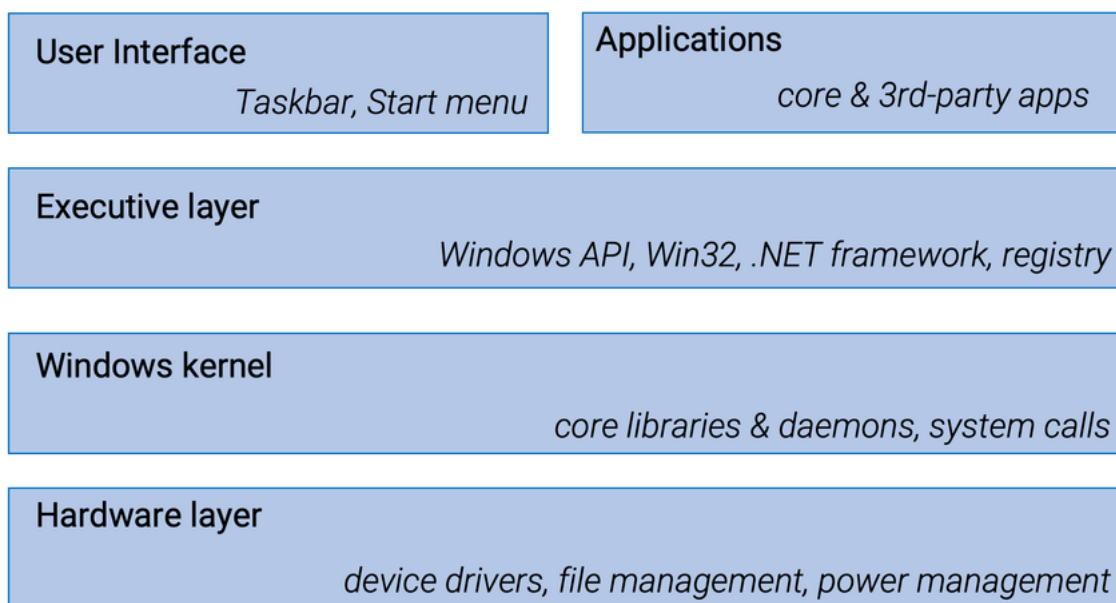 User Interface
Taskbar, Start menu
Applications
core & 3rd-party apps
Executive layer
Windows API, Win32, .NET framework, registry
Windows kernel
core libraries & daemons, system calls
Hardware layer
device drivers, file management, power management